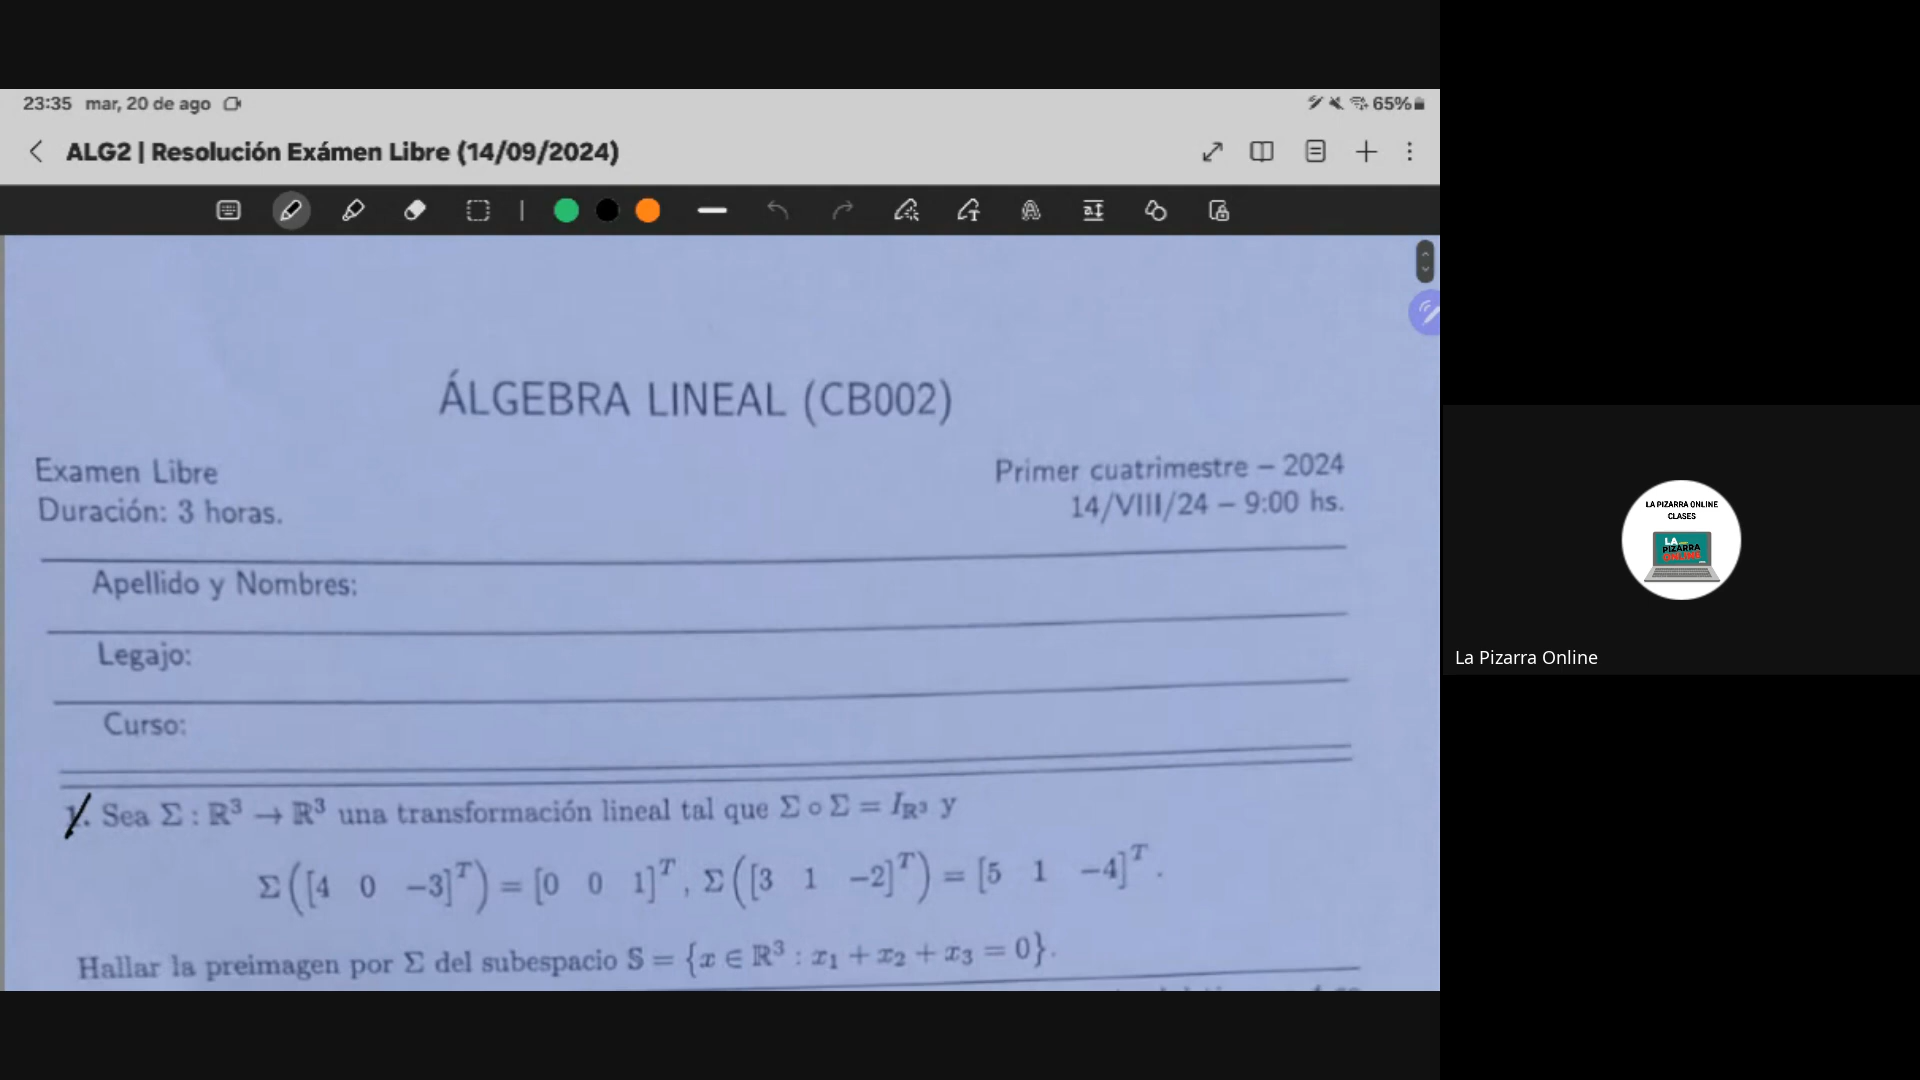 23:35 mar, 20 de ago
65%
ALG2 | Resolución Exámen Libre (14/09/2024)
ÁLGEBRA LINEAL (CB002)
Examen Libre
Primer cuatrimestre – 2024
Duración: 3 horas.
14/VIII/24 – 9:00 hs.
Apellido y Nombres:
Legajo:
Curso:
1. Sea Σ : ℝ³ → ℝ³ una transformación lineal tal que Σ ∘ Σ = I_ℝ³ y
Σ([4 0 −3]ᵀ) = [0 0 1]ᵀ, Σ([3 1 −2]ᵀ) = [5 1 −4]ᵀ.
Hallar la preimagen por Σ del subespacio 𝕊 = {x ∈ ℝ³ : x₁ + x₂ + x₃ = 0}.
LA PIZARRA ONLINE
CLASES
LA
PIZARRA
ONLINE
La Pizarra Online